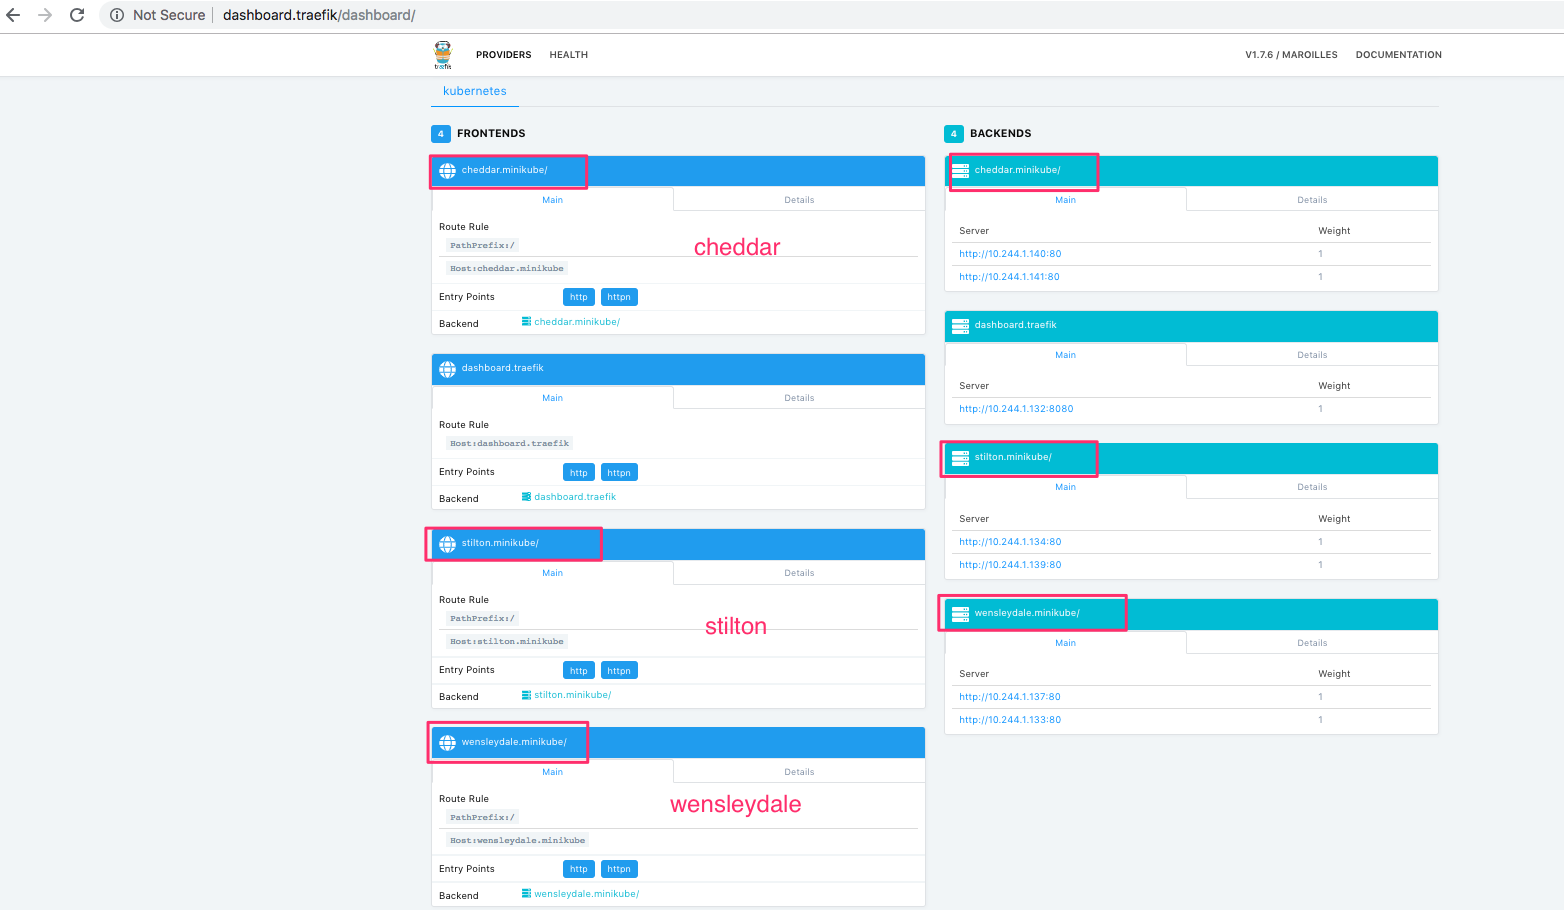 Not Secure | dashboard.traefik/dashboard/
træfik
PROVIDERS HEALTH V1.7.6 / MAROILLES DOCUMENTATION
kubernetes
4 FRONTENDS
cheddar.minikube/
Main Details
Route Rule
PathPrefix:/
cheddar
Host:cheddar.minikube
Entry Points http httpn
Backend cheddar.minikube/
dashboard.traefik
Main Details
Route Rule
Host:dashboard.traefik
Entry Points http httpn
Backend dashboard.traefik
stilton.minikube/
Main Details
Route Rule
PathPrefix:/
stilton
Host:stilton.minikube
Entry Points http httpn
Backend stilton.minikube/
wensleydale.minikube/
Main Details
Route Rule
wensleydale
PathPrefix:/
Host:wensleydale.minikube
Entry Points http httpn
Backend wensleydale.minikube/
4 BACKENDS
cheddar.minikube/
Main Details
Server Weight
http://10.244.1.140:80 1
http://10.244.1.141:80 1
dashboard.traefik
Main Details
Server Weight
http://10.244.1.132:8080 1
stilton.minikube/
Main Details
Server Weight
http://10.244.1.134:80 1
http://10.244.1.139:80 1
wensleydale.minikube/
Main Details
Server Weight
http://10.244.1.137:80 1
http://10.244.1.133:80 1